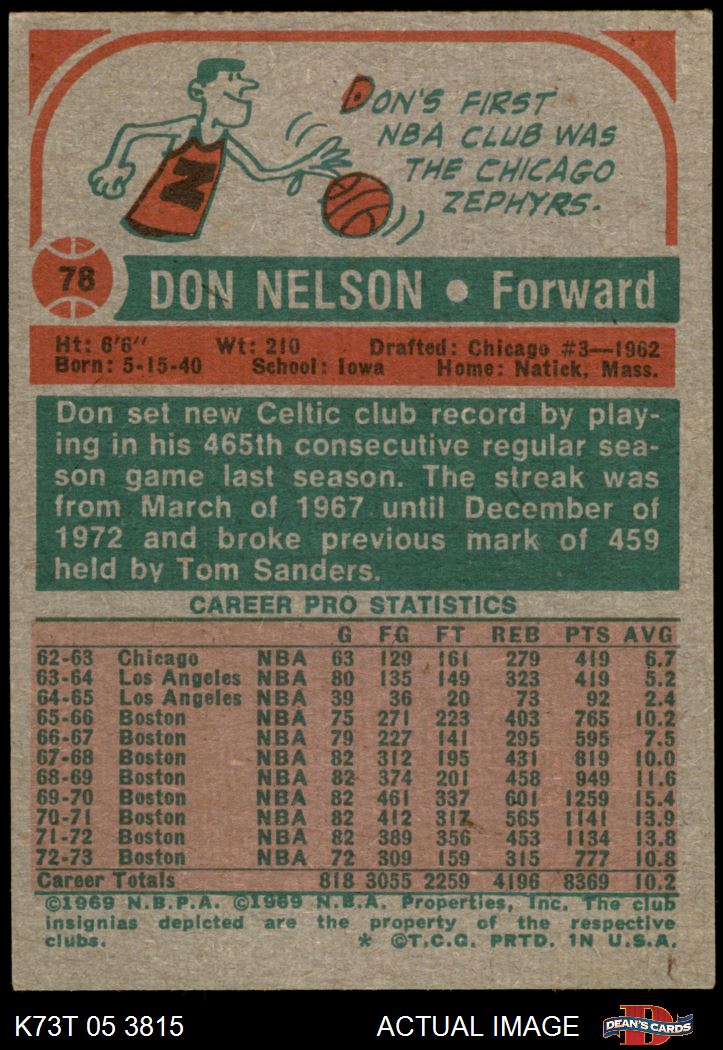 DON'S FIRST
NBA CLUB WAS
THE CHICAGO
ZEPHYRS.
N
78 DON NELSON • Forward
Ht: 6'6" Wt: 210 Drafted: Chicago #3—1962
Born: 5-15-40 School: Iowa Home: Natick, Mass.
Don set new Celtic club record by play-
ing in his 465th consecutive regular sea-
son game last season. The streak was
from March of 1967 until December of
1972 and broke previous mark of 459
held by Tom Sanders.
CAREER PRO STATISTICS
G FG FT REB PTS AVG
62-63 Chicago NBA 63 129 161 279 419 6.7
63-64 Los Angeles NBA 80 135 149 323 419 5.2
64-65 Los Angeles NBA 39 36 20 73 92 2.4
65-66 Boston NBA 75 271 223 403 765 10.2
66-67 Boston NBA 79 227 141 295 595 7.5
67-68 Boston NBA 82 312 195 431 819 10.0
68-69 Boston NBA 82 374 201 458 949 11.6
69-70 Boston NBA 82 461 337 601 1259 15.4
70-71 Boston NBA 82 412 317 565 1141 13.9
71-72 Boston NBA 82 389 356 453 1134 13.8
72-73 Boston NBA 72 309 159 315 777 10.8
Career Totals 818 3055 2259 4196 8369 10.2
©1969 N.B.P.A. ©1969 N.B.A. Properties, Inc. The club
insignias depicted are the property of the respective
clubs. * ©T.C.G. PRTD. IN U.S.A.
K73T 05 3815 ACTUAL IMAGE D DEAN'S CARDS